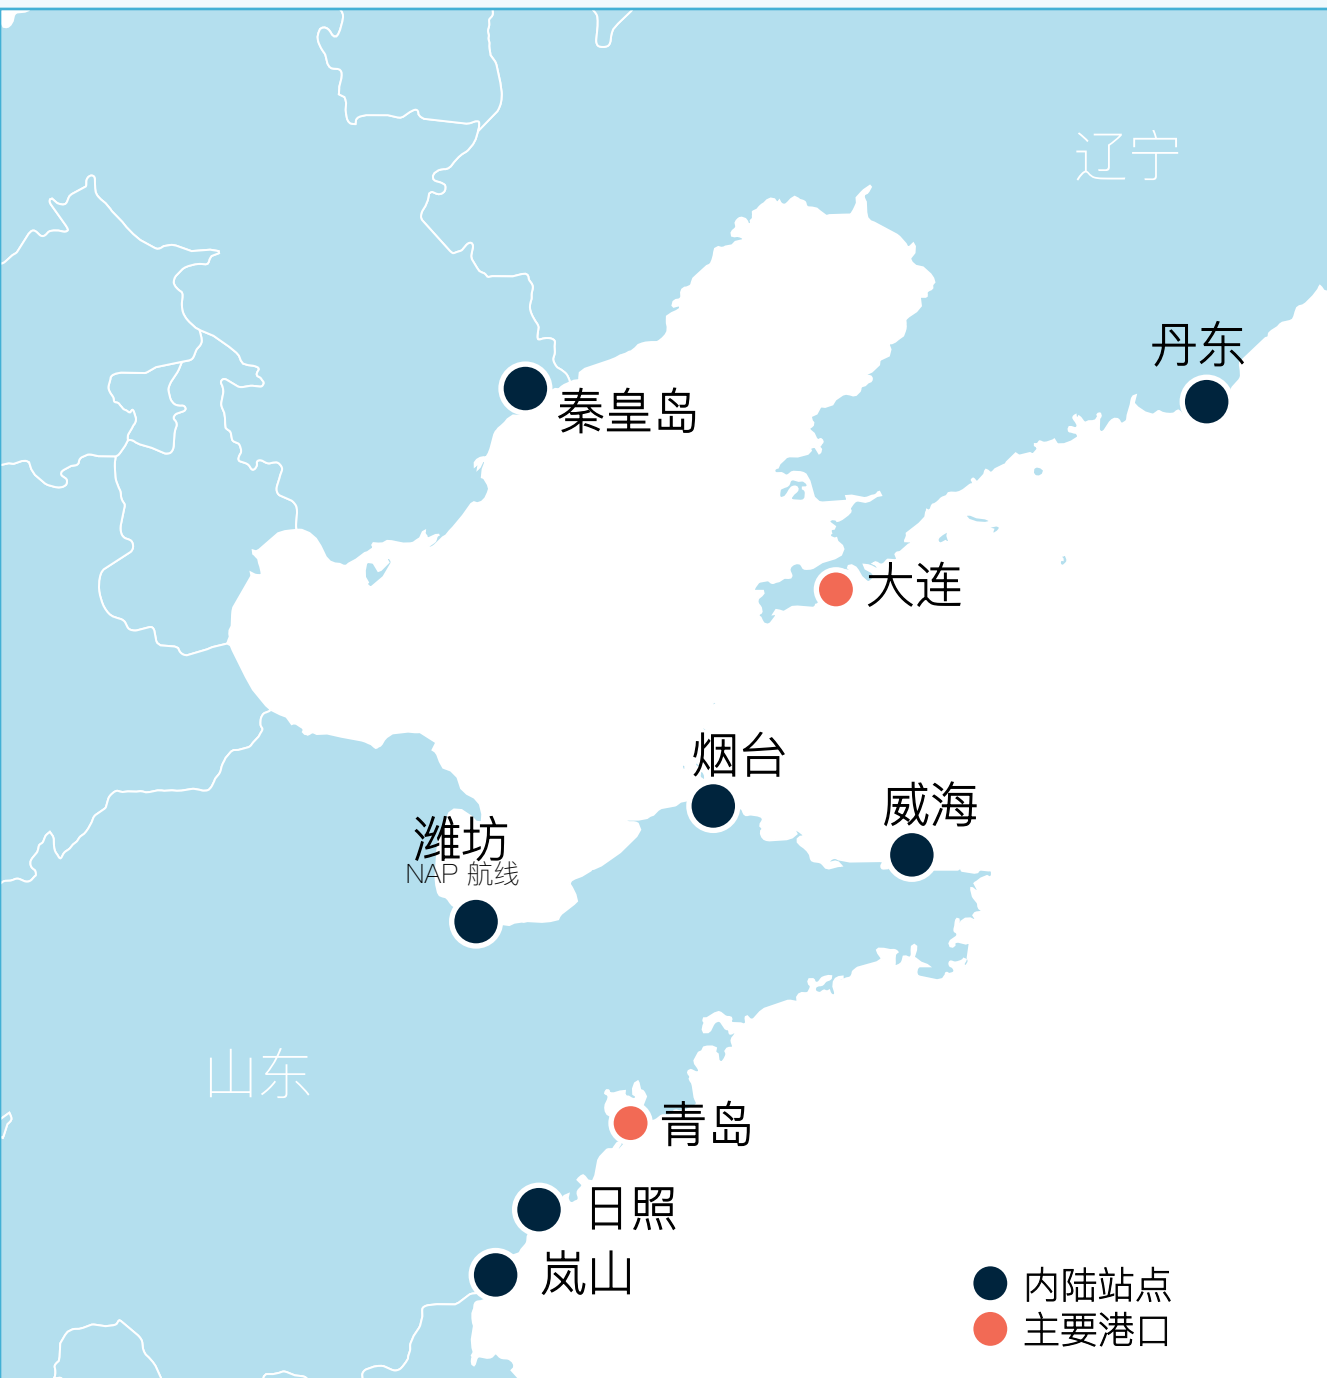 辽宁
丹东
秦皇岛
大连
烟台
威海
潍坊
NAP 航线
山东
青岛
日照
岚山
内陆站点
主要港口